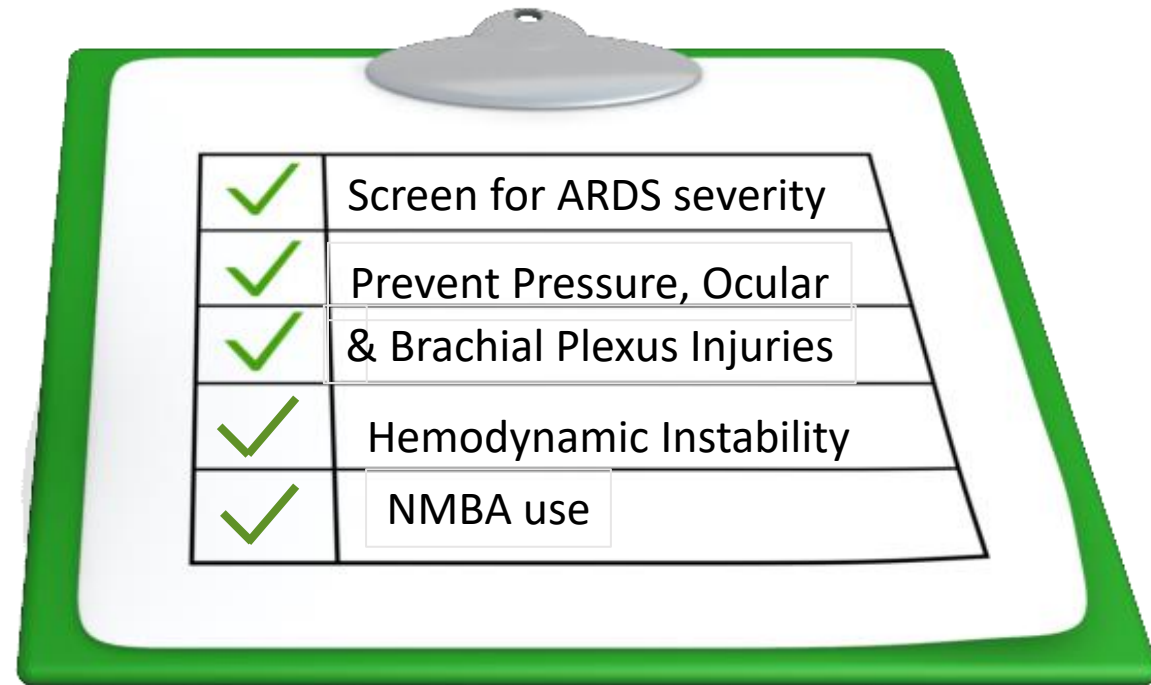 Screen for ARDS severity
Prevent Pressure, Ocular
& Brachial Plexus Injuries
Hemodynamic Instability
NMBA use